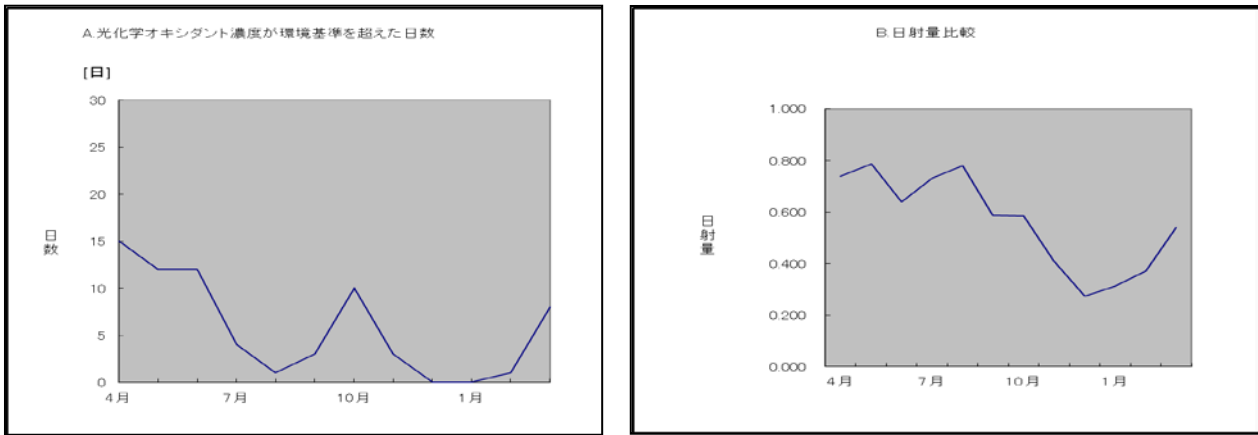 A.光化学オキシダント濃度が環境基準を超えた日数
[日]
30
25
20
15
10
5
0
日数
4月
7月
10月
1月
B.日射量比較
1.000
0.800
0.600
0.400
0.200
0.000
日射量
4月
7月
10月
1月